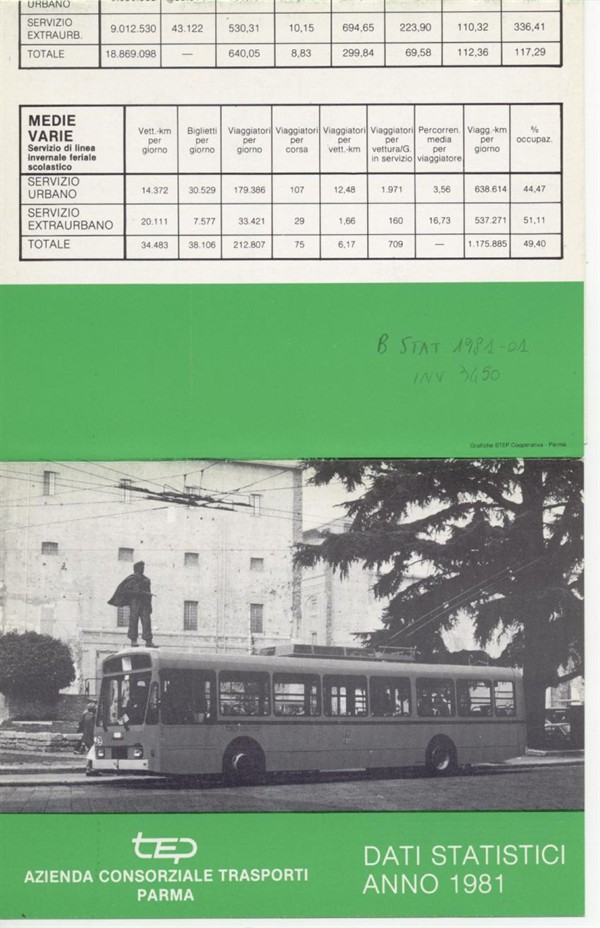 URBANO
SERVIZIO EXTRAURB. 9.012.530 43.122 530,31 10,15 694,65 223,90 110,32 336,41
TOTALE 18.869.098 — 640,05 8,83 299,84 69,58 112,36 117,29
MEDIE VARIE Servizio di linea invernale feriale scolastico
Vett.-km per giorno
Biglietti per giorno
Viaggiatori per giorno
Viaggiatori per corsa
Viaggiatori per vett.-km
Viaggiatori per vettura/G. in servizio
Percorren. media per viaggiatore
Viagg.-km per giorno
% occupaz.
SERVIZIO URBANO 14.372 30.529 179.386 107 12,48 1.971 3,56 638.614 44,47
SERVIZIO EXTRAURBANO 20.111 7.577 33.421 29 1,66 160 16,73 537.271 51,11
TOTALE 34.483 38.106 212.807 75 6,17 709 — 1.175.885 49,40
B STAT 1981-01
INV 3450
Grafiche STEP Cooperativa - Parma
tep
AZIENDA CONSORZIALE TRASPORTI
PARMA
DATI STATISTICI
ANNO 1981